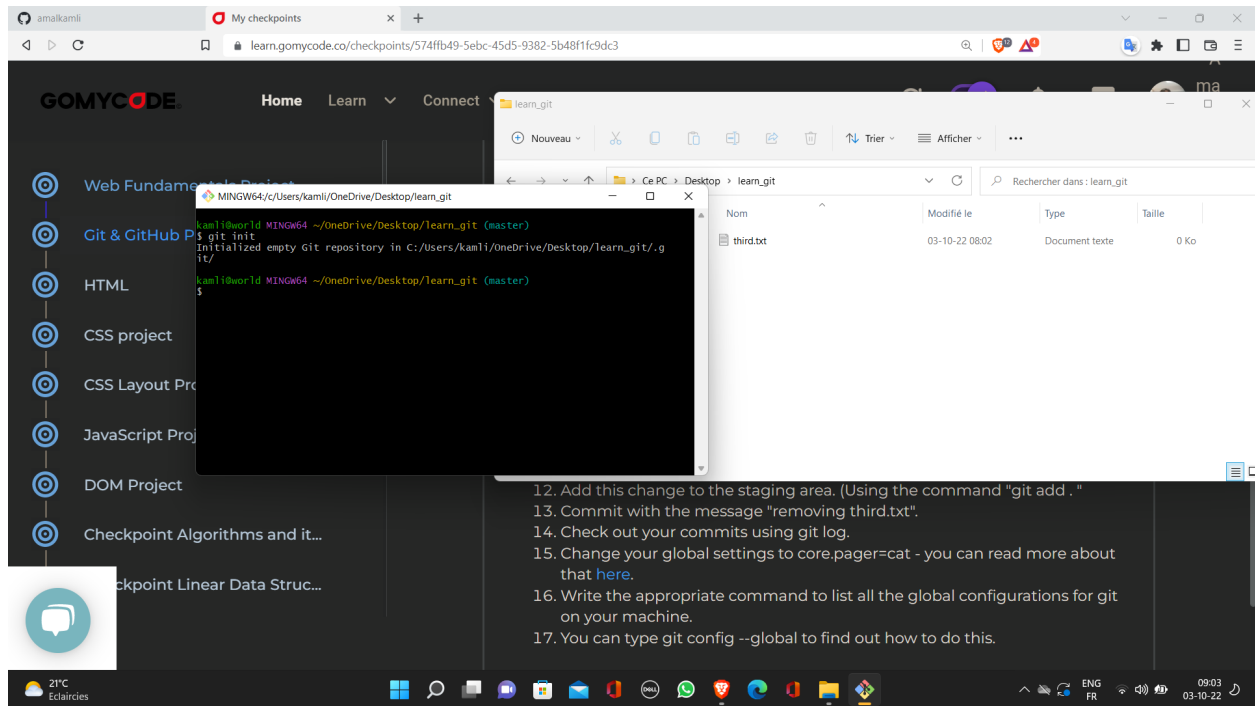 amalkamli
My checkpoints
learn.gomycode.co/checkpoints/574ffb49-5ebc-45d5-9382-5b48f1fc9dc3
GOMYCODE
Home
Learn
Connect
ma
learn_git
Nouveau
Trier
Afficher
Ce PC > Desktop > learn_git
Rechercher dans : learn_git
Nom
Modifié le
Type
Taille
third.txt
03-10-22 08:02
Document texte
0 Ko
Web Fundamentals Project
Git & GitHub P
HTML
CSS project
CSS Layout Pro
JavaScript Proj
DOM Project
Checkpoint Algorithms and it...
ckpoint Linear Data Struc...
MINGW64:/c/Users/kamli/OneDrive/Desktop/learn_git
kamli@world MINGW64 ~/OneDrive/Desktop/learn_git (master)
$ git init
Initialized empty Git repository in C:/Users/kamli/OneDrive/Desktop/learn_git/.g
it/
kamli@world MINGW64 ~/OneDrive/Desktop/learn_git (master)
$
12. Add this change to the staging area. (Using the command "git add . "
13. Commit with the message "removing third.txt".
14. Check out your commits using git log.
15. Change your global settings to core.pager=cat - you can read more about
that here.
16. Write the appropriate command to list all the global configurations for git
on your machine.
17. You can type git config --global to find out how to do this.
21°C
Eclaircies
ENG
FR
09:03
03-10-22